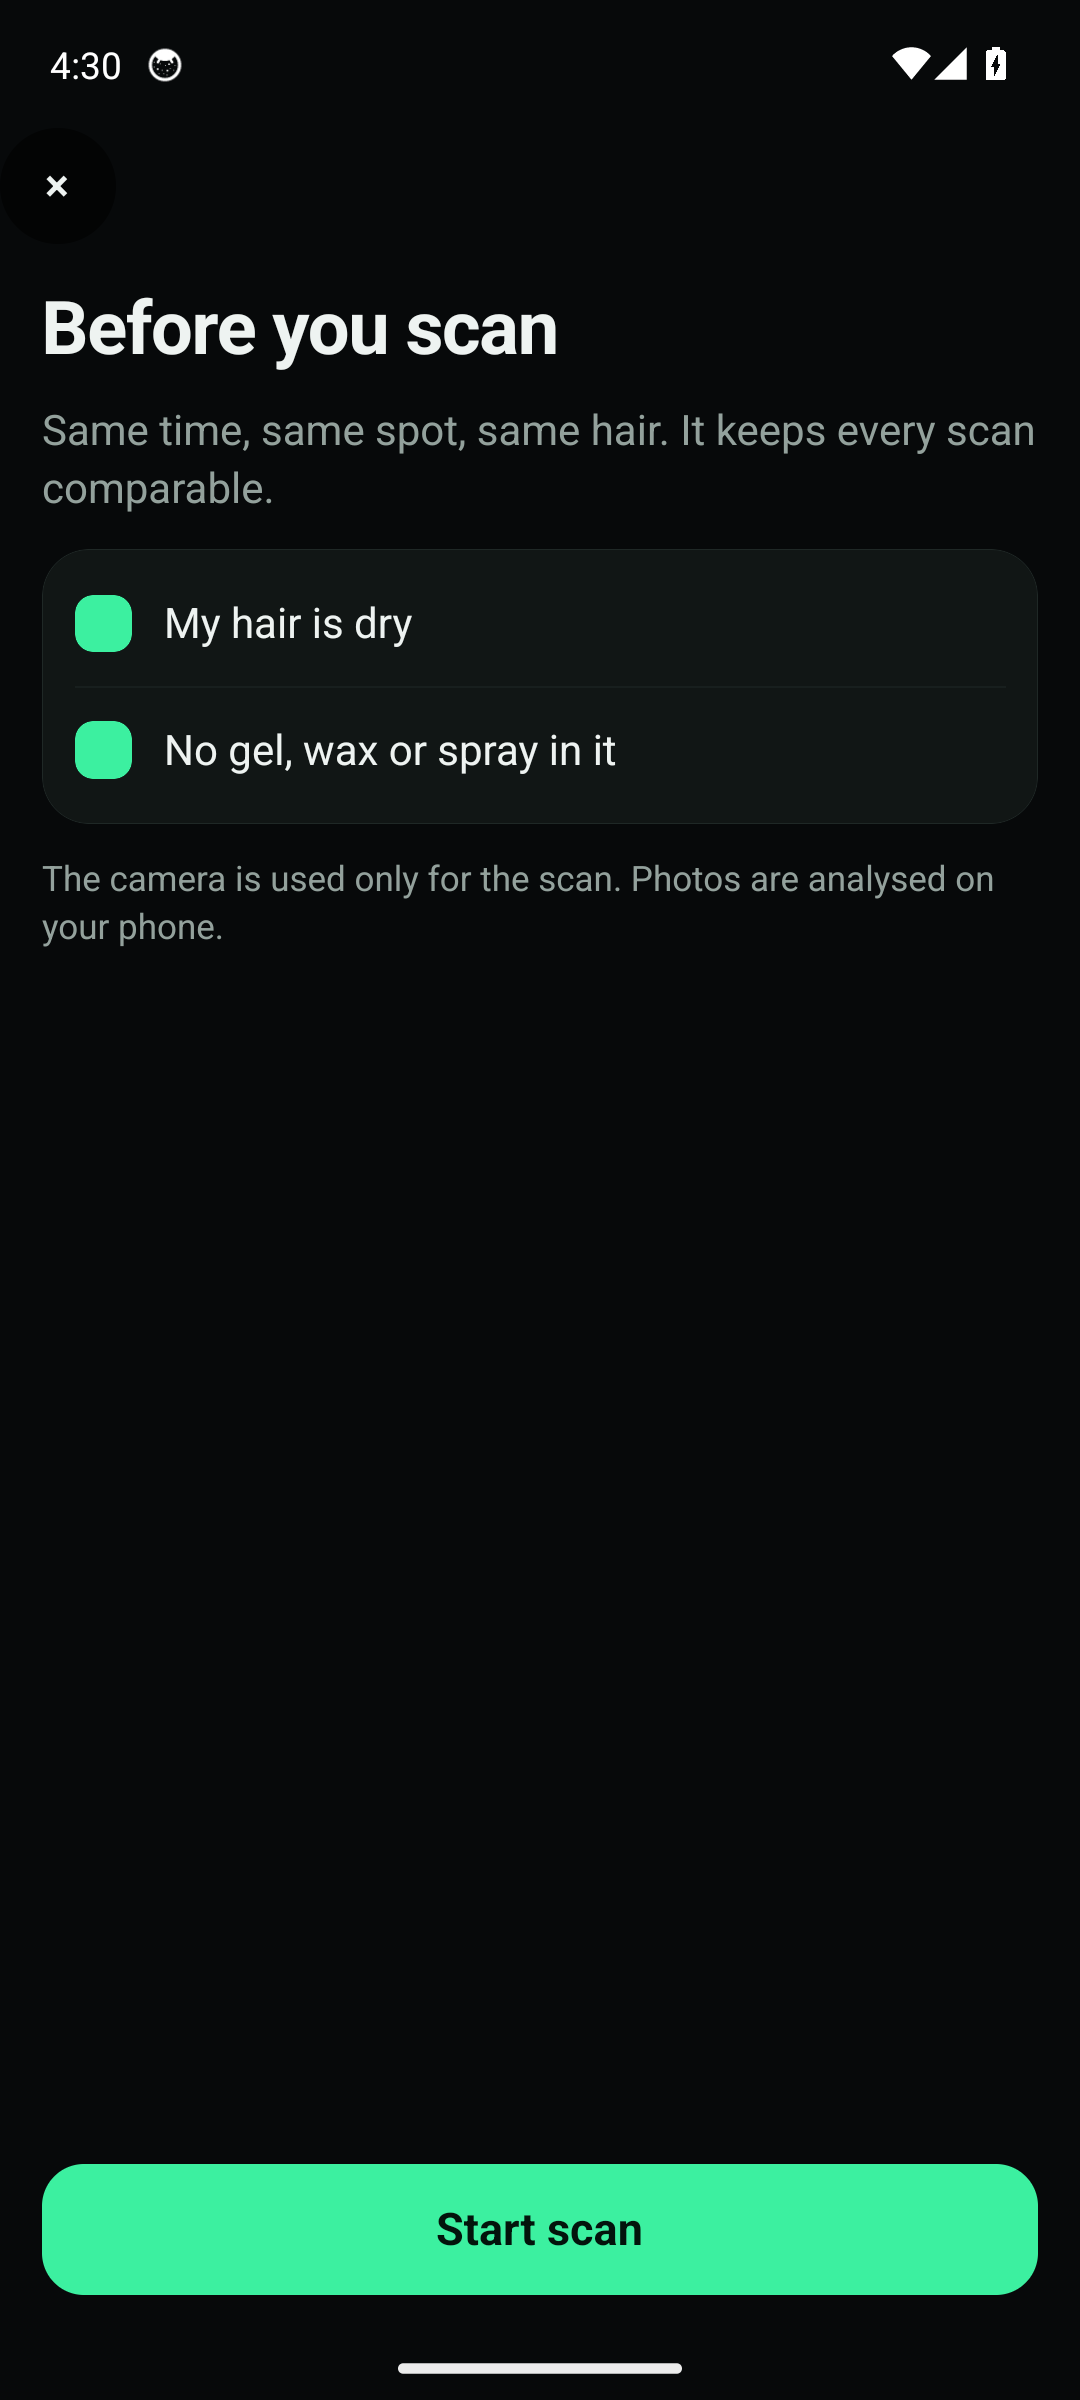 4:30
Before you scan
Same time, same spot, same hair. It keeps every scan
comparable.
My hair is dry
No gel, wax or spray in it
The camera is used only for the scan. Photos are analysed on
your phone.
Start scan